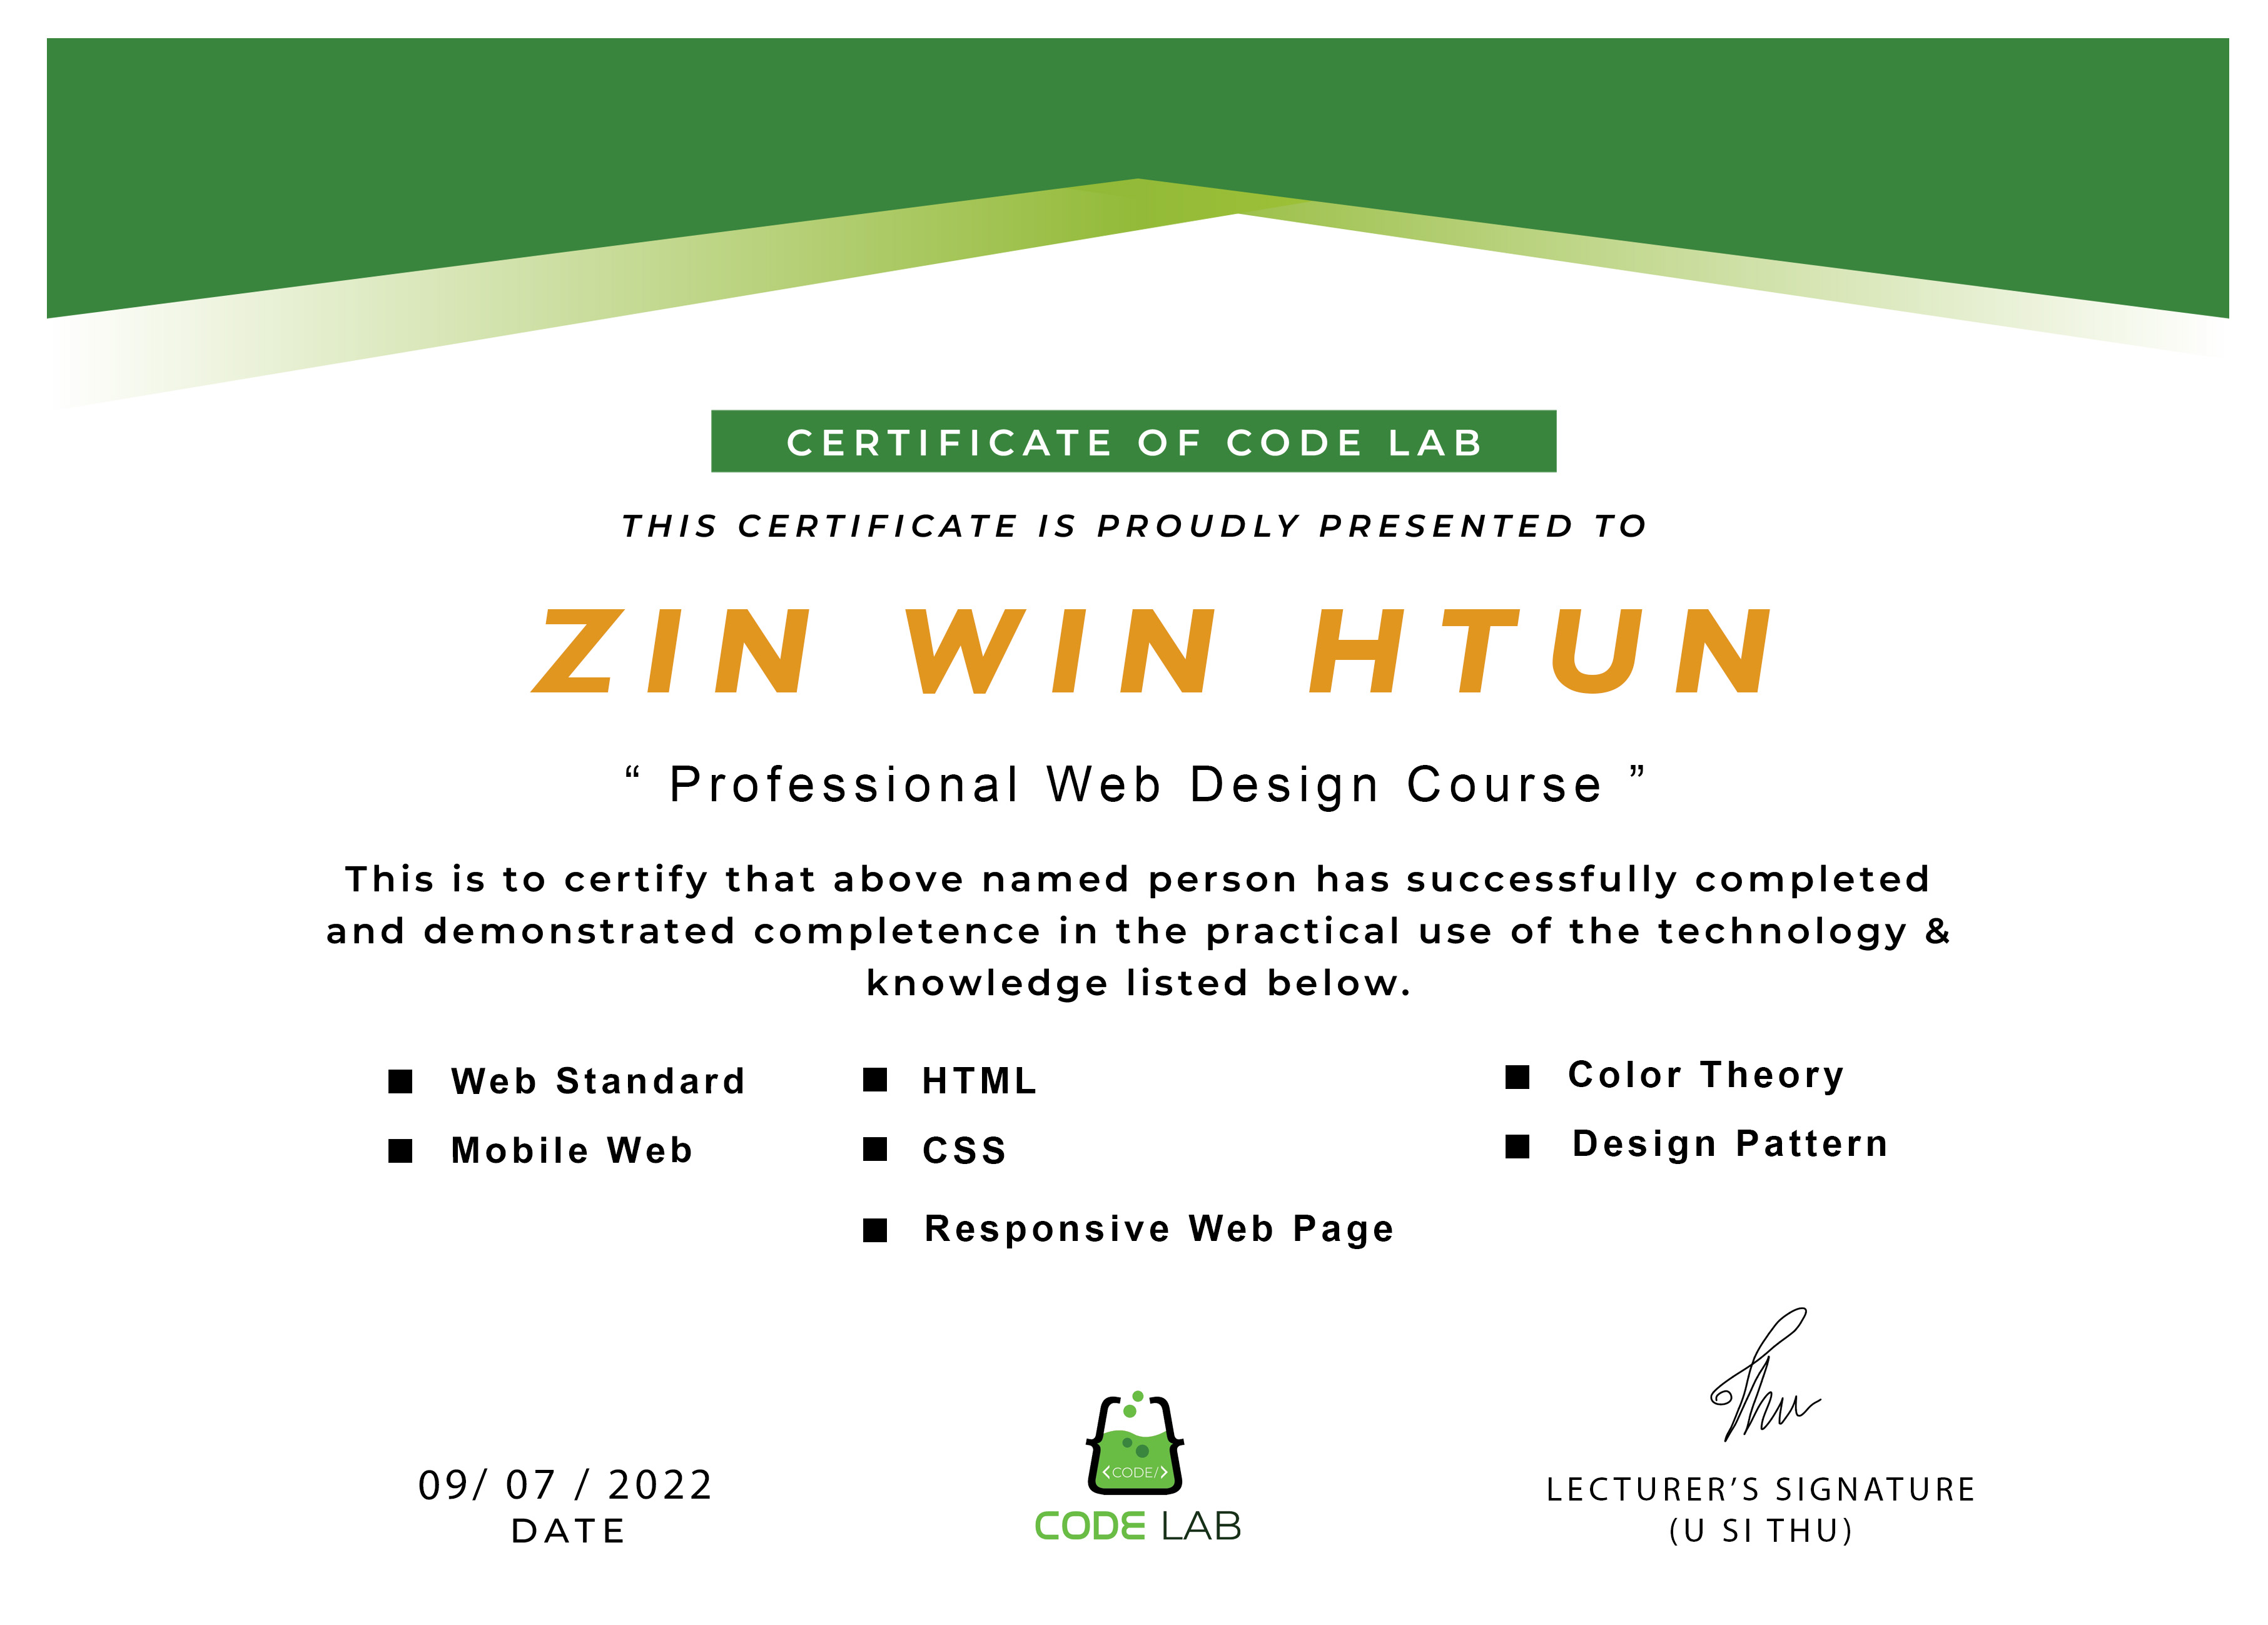 CERTIFICATE OF CODE LAB
THIS CERTIFICATE IS PROUDLY PRESENTED TO
ZIN WIN HTUN
“ Professional Web Design Course ”
This is to certify that above named person has successfully completed
and demonstrated completence in the practical use of the technology &
knowledge listed below.
Web Standard
Mobile Web
HTML
CSS
Responsive Web Page
Color Theory
Design Pattern
09/ 07 / 2022
DATE
<CODE/>
CODE LAB
Thu
LECTURER’S SIGNATURE
(U SI THU)